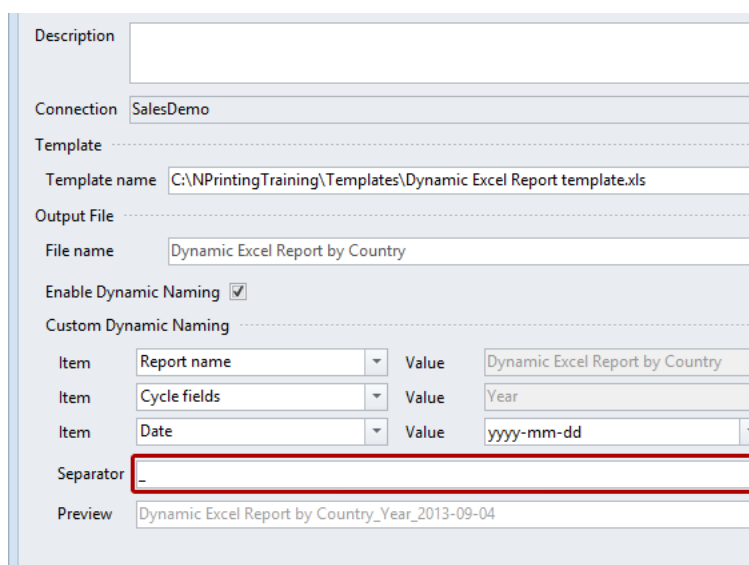 Description
Connection SalesDemo
Template
Template name C:\NPrintingTraining\Templates\Dynamic Excel Report template.xls
Output File
File name Dynamic Excel Report by Country
Enable Dynamic Naming
Custom Dynamic Naming
Item Report name Value Dynamic Excel Report by Country
Item Cycle fields Value Year
Item Date Value yyyy-mm-dd
Separator _
Preview Dynamic Excel Report by Country_Year_2013-09-04